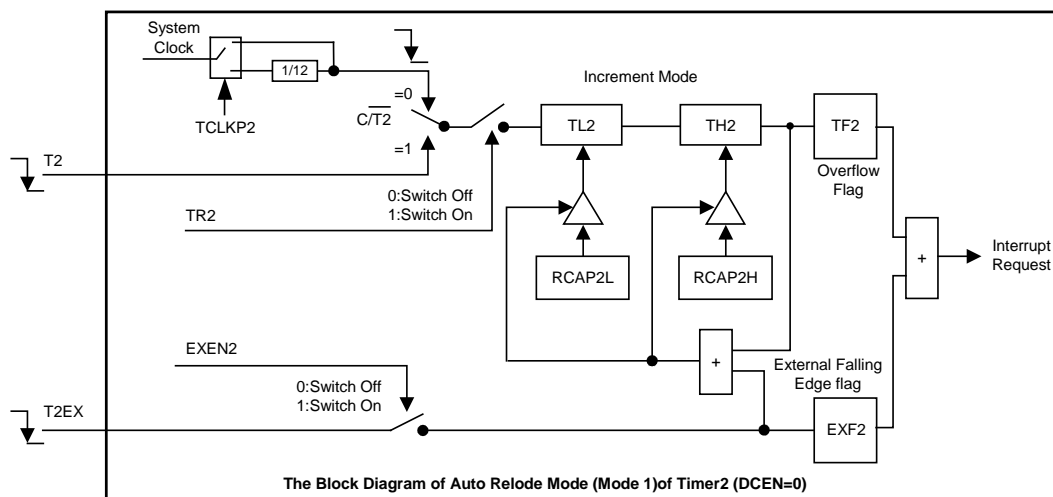 System
Clock
1/12
TCLKP2
=0
C/T2
=1
Increment Mode
TL2
TH2
TF2
Overflow
Flag
T2
0:Switch Off
1:Switch On
TR2
RCAP2L
RCAP2H
+
Interrupt
Request
EXEN2
0:Switch Off
1:Switch On
+
External Falling
Edge flag
T2EX
EXF2
The Block Diagram of Auto Relode Mode (Mode 1)of Timer2 (DCEN=0)